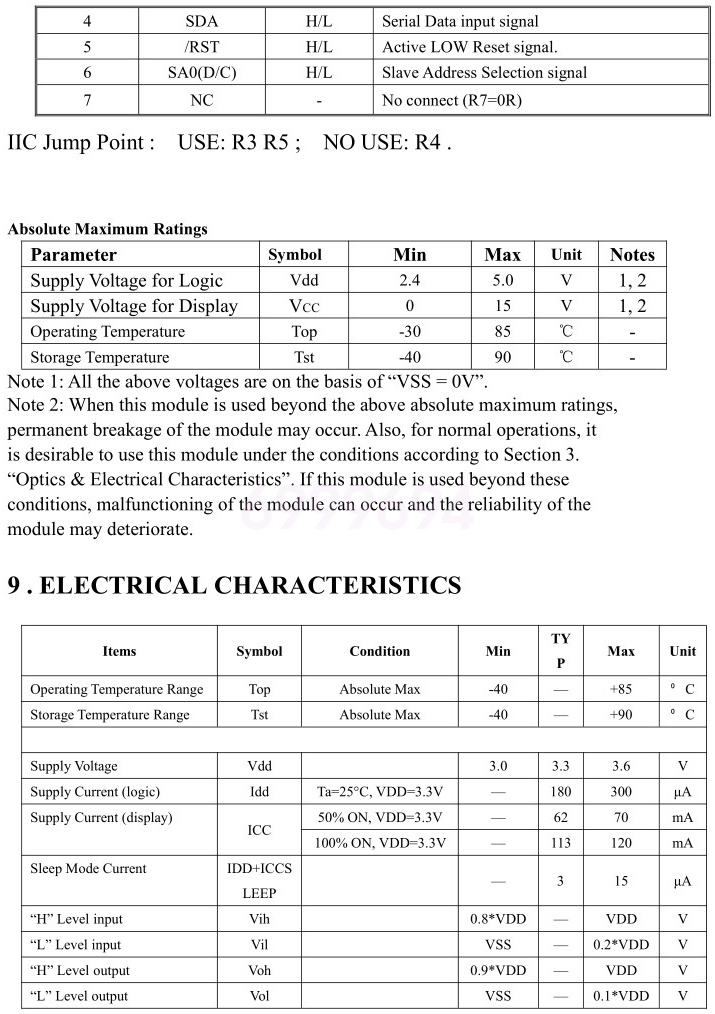 4 SDA H/L Serial Data input signal
5 /RST H/L Active LOW Reset signal.
6 SA0(D/C) H/L Slave Address Selection signal
7 NC - No connect (R7=0R)
IIC Jump Point : USE: R3 R5 ; NO USE: R4 .
Absolute Maximum Ratings
Parameter Symbol Min Max Unit Notes
Supply Voltage for Logic Vdd 2.4 5.0 V 1, 2
Supply Voltage for Display VCC 0 15 V 1, 2
Operating Temperature Top -30 85 ℃ -
Storage Temperature Tst -40 90 ℃ -
Note 1: All the above voltages are on the basis of “VSS = 0V”.
Note 2: When this module is used beyond the above absolute maximum ratings,
permanent breakage of the module may occur. Also, for normal operations, it
is desirable to use this module under the conditions according to Section 3.
“Optics & Electrical Characteristics”. If this module is used beyond these
conditions, malfunctioning of the module can occur and the reliability of the
module may deteriorate.
9 . ELECTRICAL CHARACTERISTICS
Items Symbol Condition Min TY P Max Unit
Operating Temperature Range Top Absolute Max -40 — +85 ⁰ C
Storage Temperature Range Tst Absolute Max -40 — +90 ⁰ C
Supply Voltage Vdd 3.0 3.3 3.6 V
Supply Current (logic) Idd Ta=25°C, VDD=3.3V — 180 300 μA
Supply Current (display) ICC 50% ON, VDD=3.3V — 62 70 mA
100% ON, VDD=3.3V — 113 120 mA
Sleep Mode Current IDD+ICCS LEEP — 3 15 μA
“H” Level input Vih 0.8*VDD — VDD V
“L” Level input Vil VSS — 0.2*VDD V
“H” Level output Voh 0.9*VDD — VDD V
“L” Level output Vol VSS — 0.1*VDD V